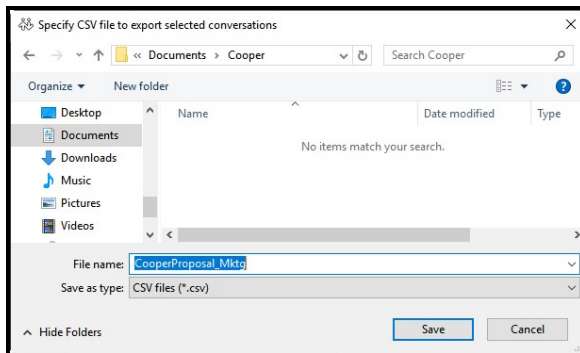 Specify CSV file to export selected conversations
« Documents › Cooper
Search Cooper
Organize
New folder
Desktop
Documents
Downloads
Music
Pictures
Videos
Name
Date modified
Type
No items match your search.
File name: CooperProposal_Mktg
Save as type: CSV files (*.csv)
Hide Folders
Save
Cancel